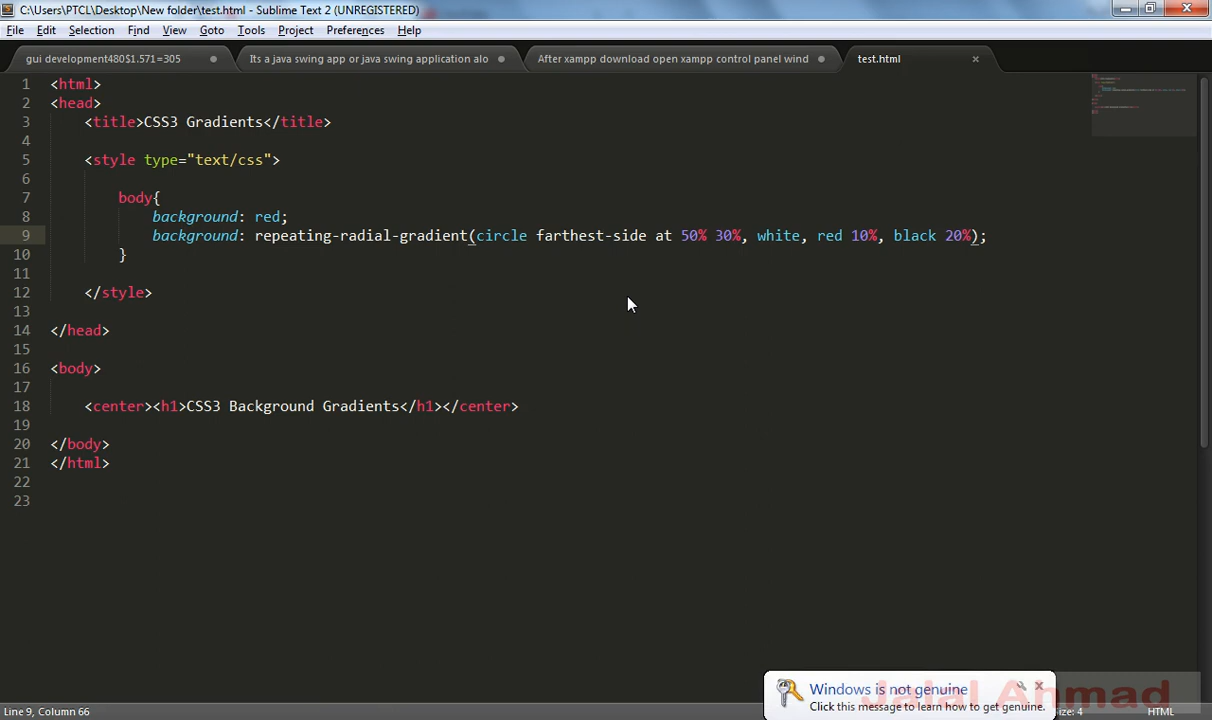 C:\Users\PTCL\Desktop\New folder\test.html - Sublime Text 2 (UNREGISTERED)
File Edit Selection Find View Goto Tools Project Preferences Help
gui development480$1.571=305 Its a java swing app or java swing application alo After xampp download open xampp control panel wind test.html
1 <html>
2 <head>
3 <title>CSS3 Gradients</title>
4
5 <style type="text/css">
6
7 body{
8 background: red;
9 background: repeating-radial-gradient(circle farthest-side at 50% 30%, white, red 10%, black 20%);
10 }
11
12 </style>
13
14 </head>
15
16 <body>
17
18 <center><h1>CSS3 Background Gradients</h1></center>
19
20 </body>
21 </html>
22
23
Windows is not genuine
Click this message to learn how to get genuine.
Jalal Ahmad
Line 9, Column 66
Size: 4 HTML